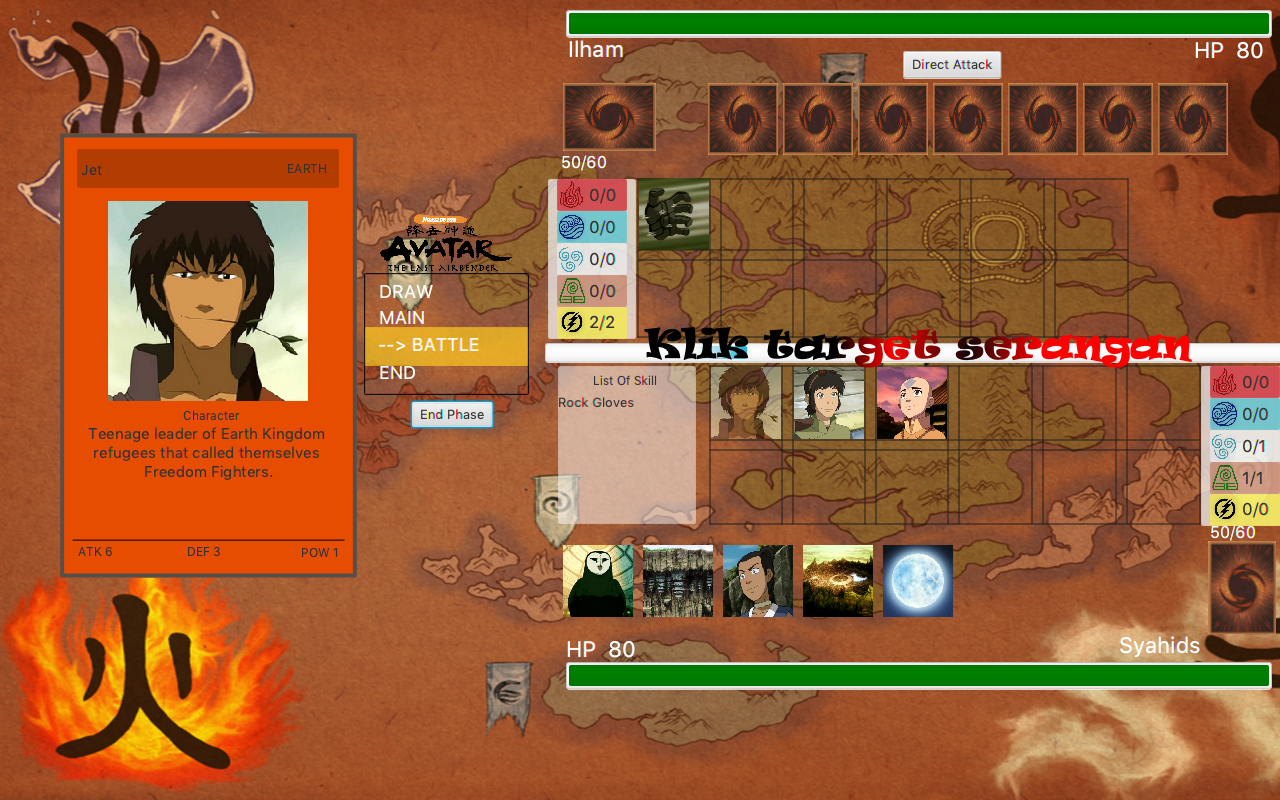 Ilham
HP 80
Direct Attack
50/60
Jet
EARTH
Character
Teenage leader of Earth Kingdom
refugees that called themselves
Freedom Fighters.
ATK 6
DEF 3
POW 1
AVATAR
THE LAST AIRBENDER
DRAW
MAIN
--> BATTLE
END
End Phase
0/0
0/0
0/0
0/0
2/2
Klik target serangan
List Of Skill
Rock Gloves
0/0
0/0
0/1
1/1
0/0
50/60
HP 80
Syahids
火